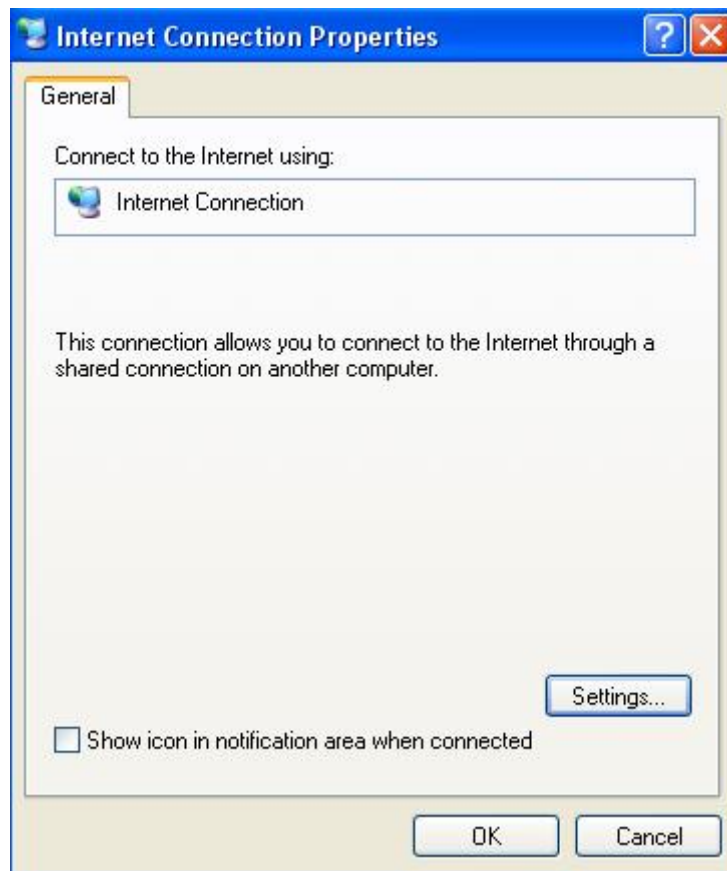 Internet Connection Properties
General
Connect to the Internet using:
Internet Connection
This connection allows you to connect to the Internet through a
shared connection on another computer.
Settings...
Show icon in notification area when connected
OK
Cancel